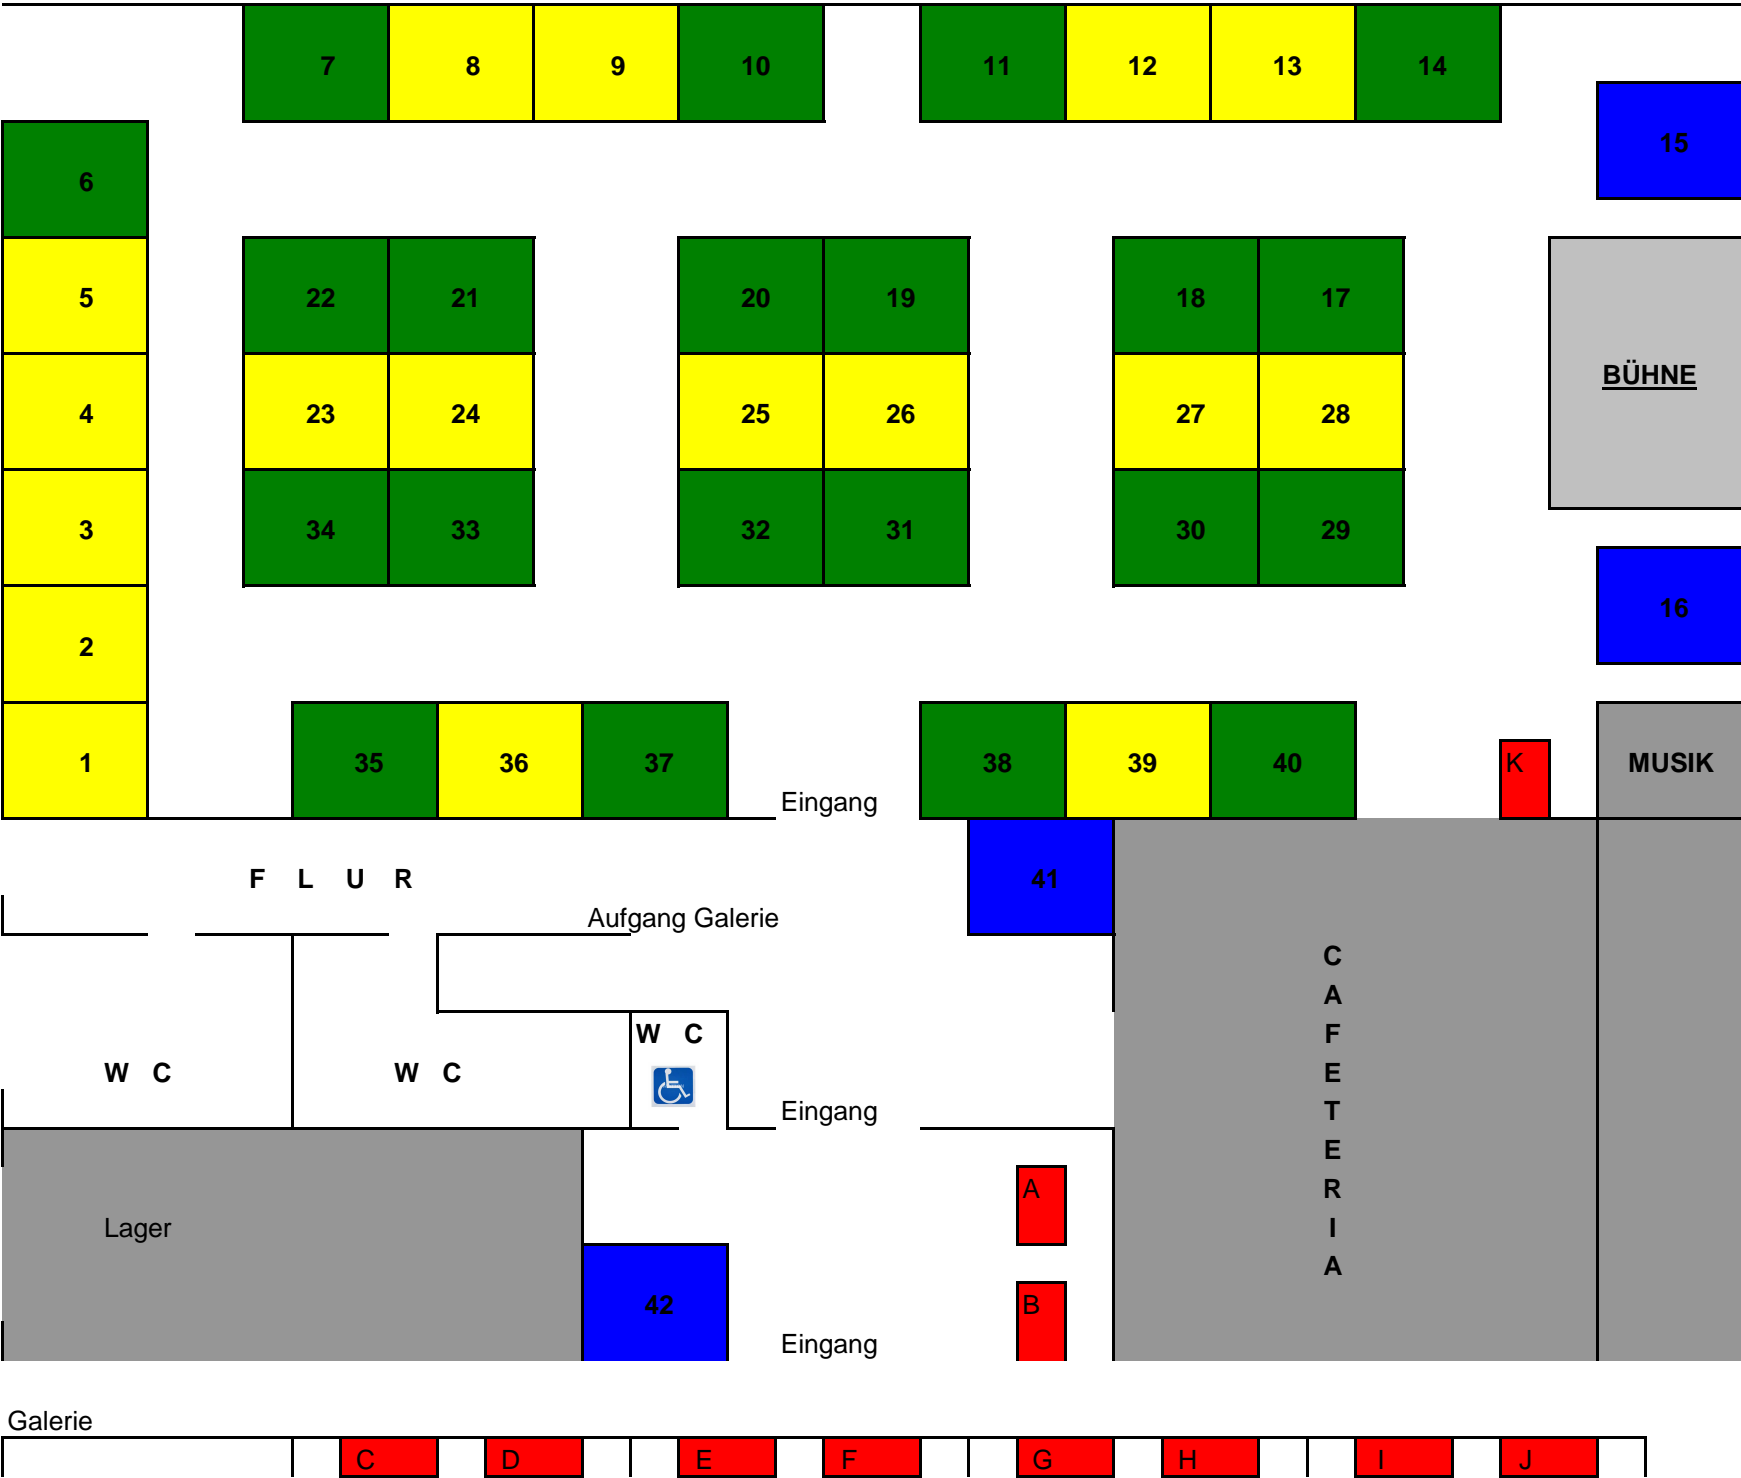 7 8 9 10 11 12 13 14
15
6
5 22 21 20 19 18 17
BÜHNE
4 23 24 25 26 27 28
3 34 33 32 31 30 29
16
2
1 35 36 37 38 39 40 K MUSIK
Eingang
F L U R
41
Aufgang Galerie
C
A
F
E
T
E
R
I
A
W C
W C
W C
Eingang
A
Lager
B
42
Eingang
Galerie
C D E F G H I J